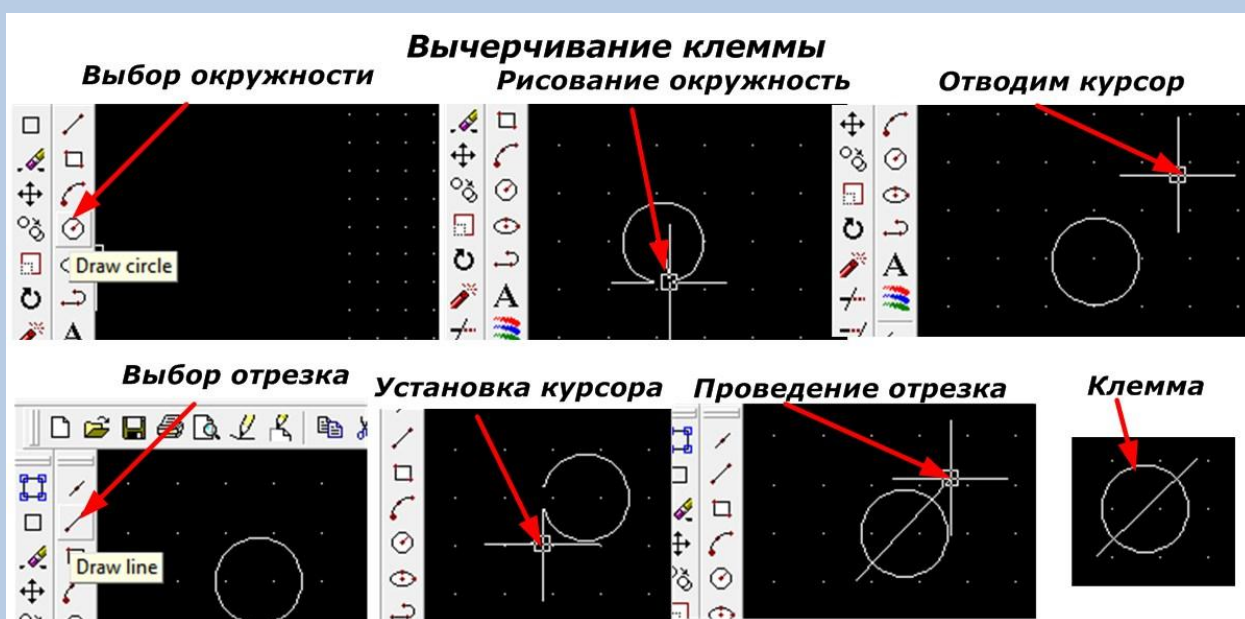 Вычерчивание клеммы
Выбор окружности
Рисование окружность
Отводим курсор
Draw circle
A
A
A
Выбор отрезка
Установка курсора
Проведение отрезка
Клемма
Draw line